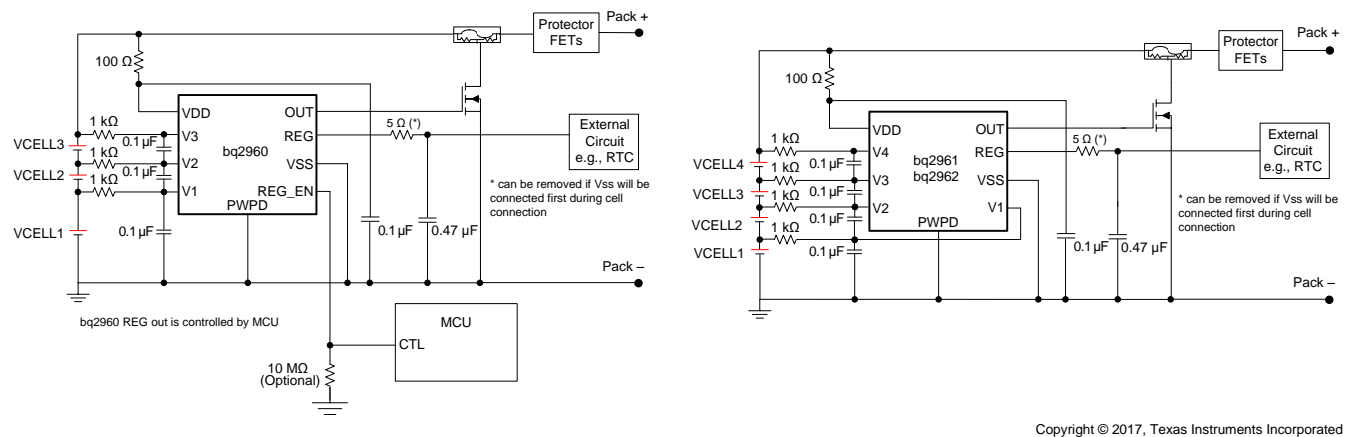 Pack +
Protector
FETs
100 Ω
VDD
OUT
1 kΩ
V3
REG
5 Ω (*)
External
Circuit
e.g., RTC
VCELL3
0.1 µF
1 kΩ
V2
bq2960
VSS
VCELL2
0.1 µF
1 kΩ
V1
REG_EN
* can be removed if Vss will be
connected first during cell
connection
PWPD
VCELL1
0.1 µF
0.1 µF
0.47 µF
Pack –
bq2960 REG out is controlled by MCU
MCU
CTL
10 MΩ
(Optional)
Pack +
Protector
FETs
100 Ω
VDD
OUT
1 kΩ
V4
REG
5 Ω (*)
External
Circuit
e.g., RTC
VCELL4
0.1 µF
bq2961
bq2962
1 kΩ
V3
VSS
VCELL3
0.1 µF
1 kΩ
V2
V1
* can be removed if Vss will be
connected first during cell
connection
VCELL2
0.1 µF
PWPD
1 kΩ
VCELL1
0.1 µF
0.1 µF
0.47 µF
Pack –
Copyright © 2017, Texas Instruments Incorporated